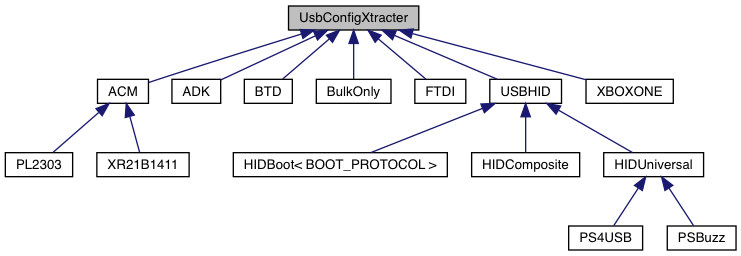 UsbConfigXtracter
ACM
ADK
BTD
BulkOnly
FTDI
USBHID
XBOXONE
PL2303
XR21B1411
HIDBoot< BOOT_PROTOCOL >
HIDComposite
HIDUniversal
PS4USB
PSBuzz